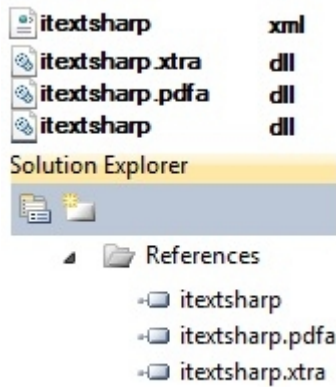 itextsharp xml
itextsharp.xtra dll
itextsharp.pdfa dll
itextsharp dll
Solution Explorer
References
itextsharp
itextsharp.pdfa
itextsharp.xtra